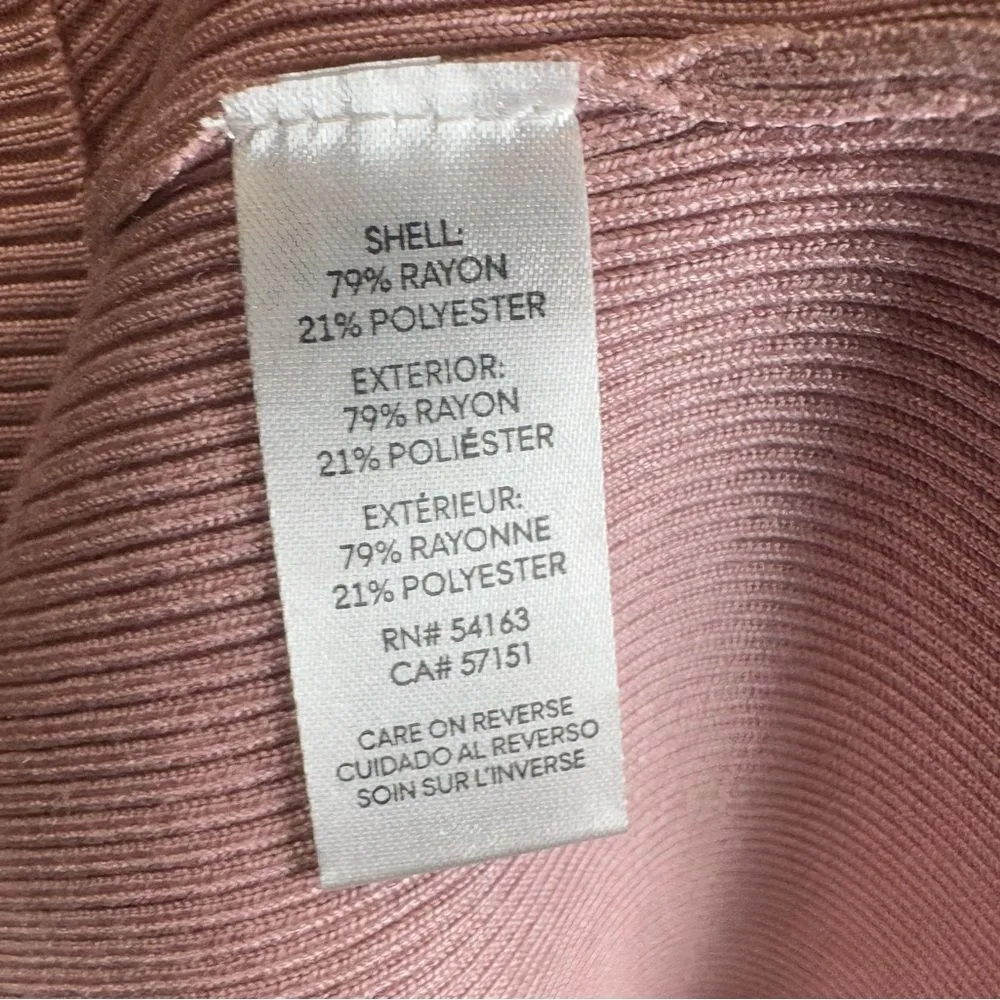 SHELL:
79% RAYON
21% POLYESTER
EXTERIOR:
79% RAYON
21% POLIÉSTER
EXTÉRIEUR:
79% RAYONNE
21% POLYESTER
RN# 54163
CA# 57151
CARE ON REVERSE
CUIDADO AL REVERSO
SOIN SUR L'INVERSE